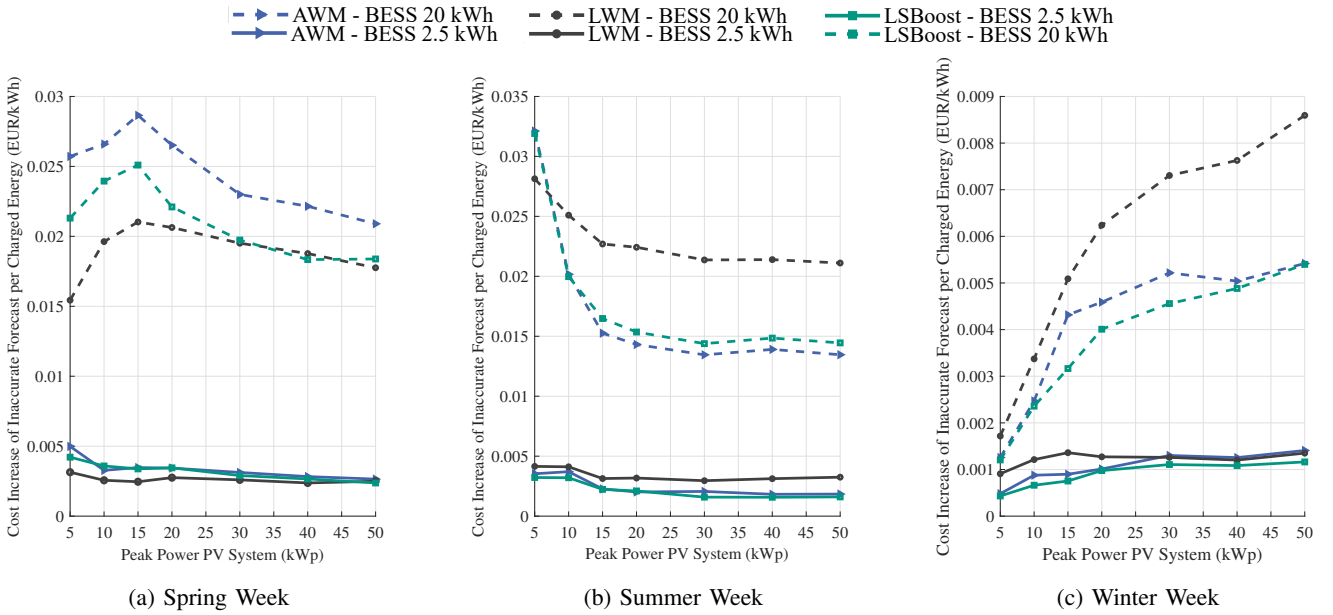 AWM - BESS 20 kWh LWM - BESS 20 kWh LSBoost - BESS 2.5 kWh
AWM - BESS 2.5 kWh LWM - BESS 2.5 kWh LSBoost - BESS 20 kWh
Cost Increase of Inaccurate Forecast per Charged Energy (EUR/kWh)
0.03
0.025
0.02
0.015
0.01
0.005
0
5 10 15 20 25 30 35 40 45 50
Peak Power PV System (kWp)
(a) Spring Week
Cost Increase of Inaccurate Forecast per Charged Energy (EUR/kWh)
0.035
0.03
0.025
0.02
0.015
0.01
0.005
0
5 10 15 20 25 30 35 40 45 50
Peak Power PV System (kWp)
(b) Summer Week
Cost Increase of Inaccurate Forecast per Charged Energy (EUR/kWh)
0.009
0.008
0.007
0.006
0.005
0.004
0.003
0.002
0.001
0
5 10 15 20 25 30 35 40 45 50
Peak Power PV System (kWp)
(c) Winter Week